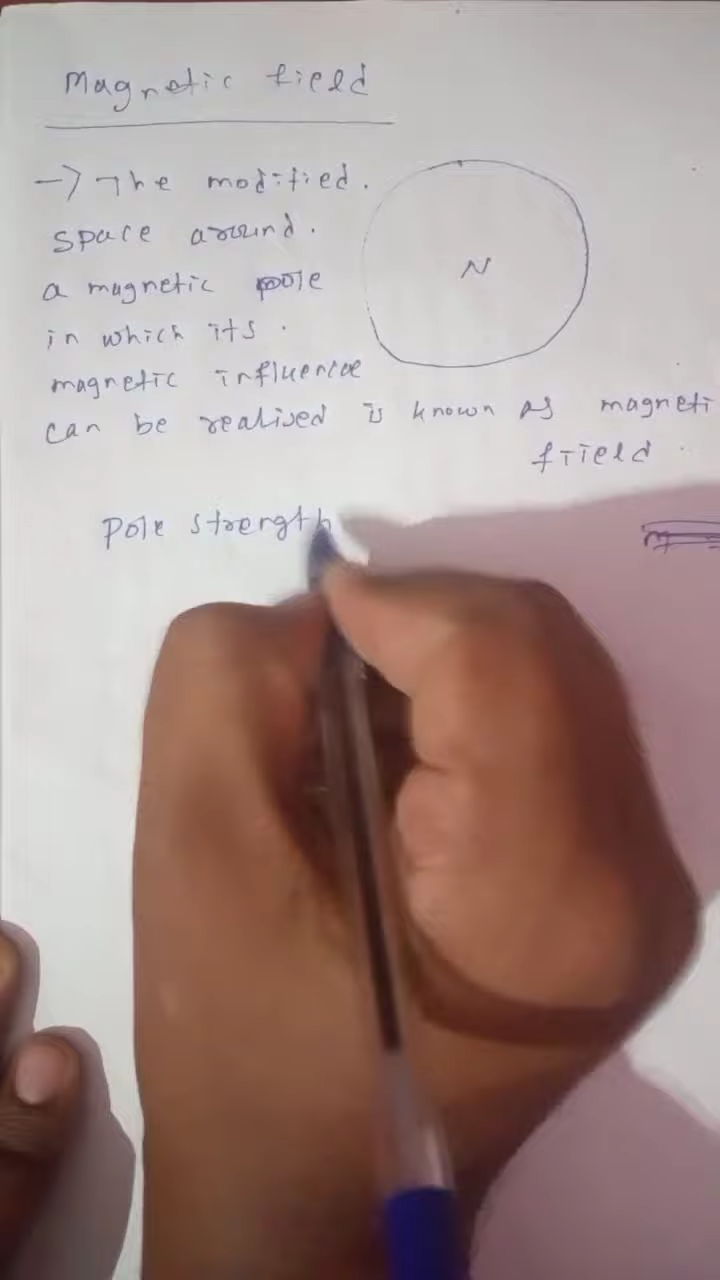 Magnetic field
→ The modified.
space around.
a magnetic pole
N
in which its.
magnetic influence
can be realised is known as magneti
field.
Pole strength